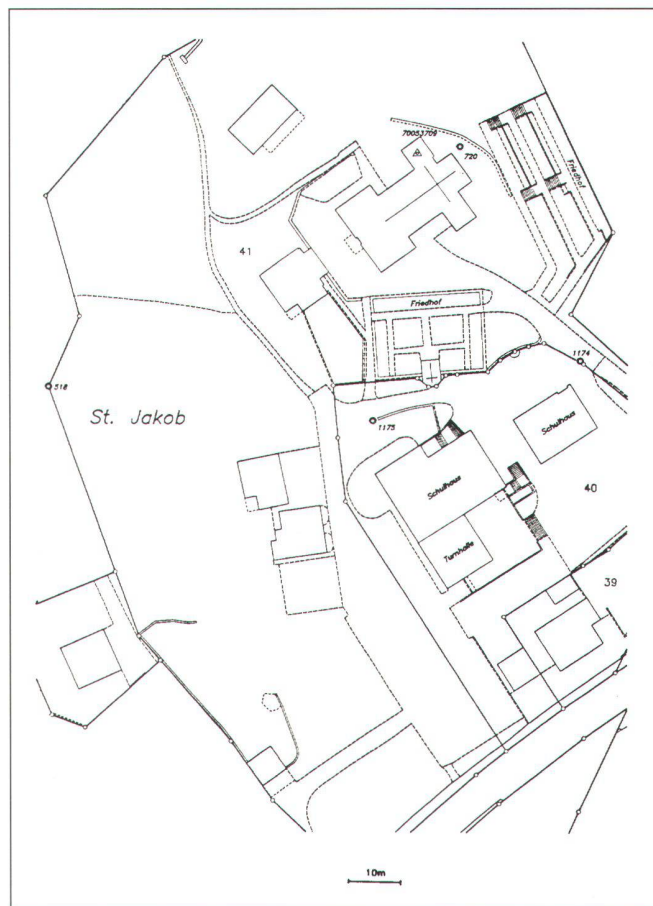 70053709
720
Friedhof
41
Friedhof
1174
518
St. Jakob
1175
Schulhaus
Schulhaus
40
Turnhalle
39
10m